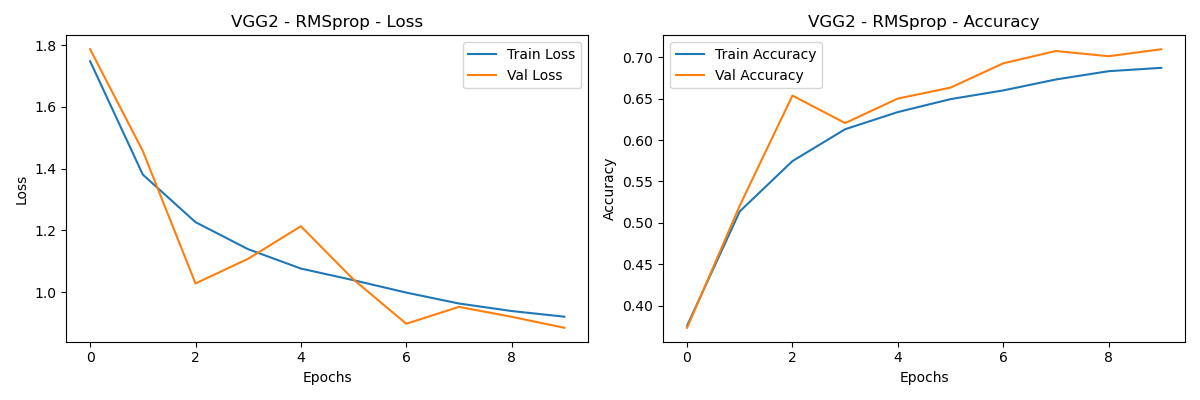 VGG2 - RMSprop - Loss
Train Loss
Val Loss
1.8
1.6
1.4
1.2
1.0
Loss
0
2
4
6
8
Epochs
VGG2 - RMSprop - Accuracy
Train Accuracy
Val Accuracy
0.70
0.65
0.60
0.55
0.50
0.45
0.40
Accuracy
0
2
4
6
8
Epochs